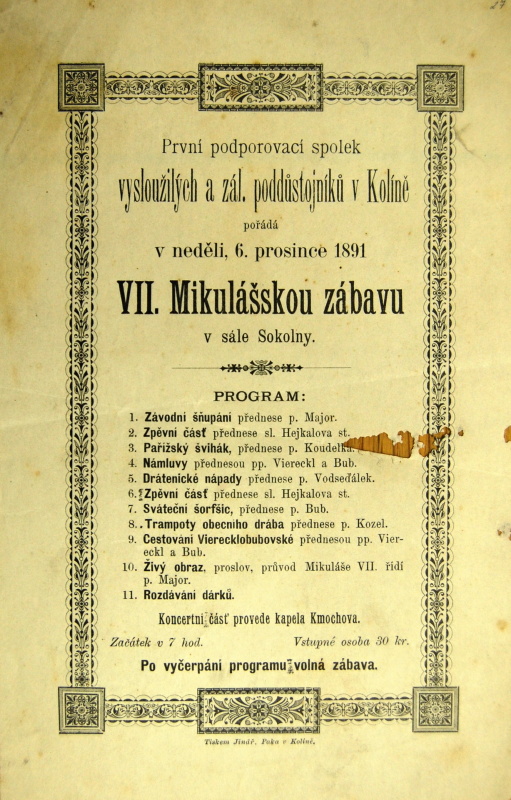 27
První podporovací spolek
vysloužilých a zál. poddůstojníků v Kolíně
pořádá
v neděli, 6. prosince 1891
VII. Mikulášskou zábavu
v sále Sokolny.
PROGRAM:
1. Závodní šňupání přednese p. Major.
2. Zpěvní část přednese sl. Hejkalova st.
3. Pařížský švihák, přednese p. Koudelka.
4. Námluvy přednesou pp. Viereckl a Bub.
5. Drátenické nápady přednese p. Vodseďálek.
6. Zpěvní část přednese sl. Hejkalova st.
7. Sváteční šorfšic, přednese p. Bub.
8. Trampoty obecního drába přednese p. Kozel.
9. Cestování Vierecklobubovské přednesou pp. Vier-
eckl a Bub.
10. Živý obraz, proslov, průvod Mikuláše VII. řídí
p. Major.
11. Rozdávání dárků.
Koncertní část provede kapela Kmochova.
Začátek v 7 hod. Vstupné osoba 30 kr.
Po vyčerpání programu volná zábava.
Tiskem Jindř. Puka v Kolíně.